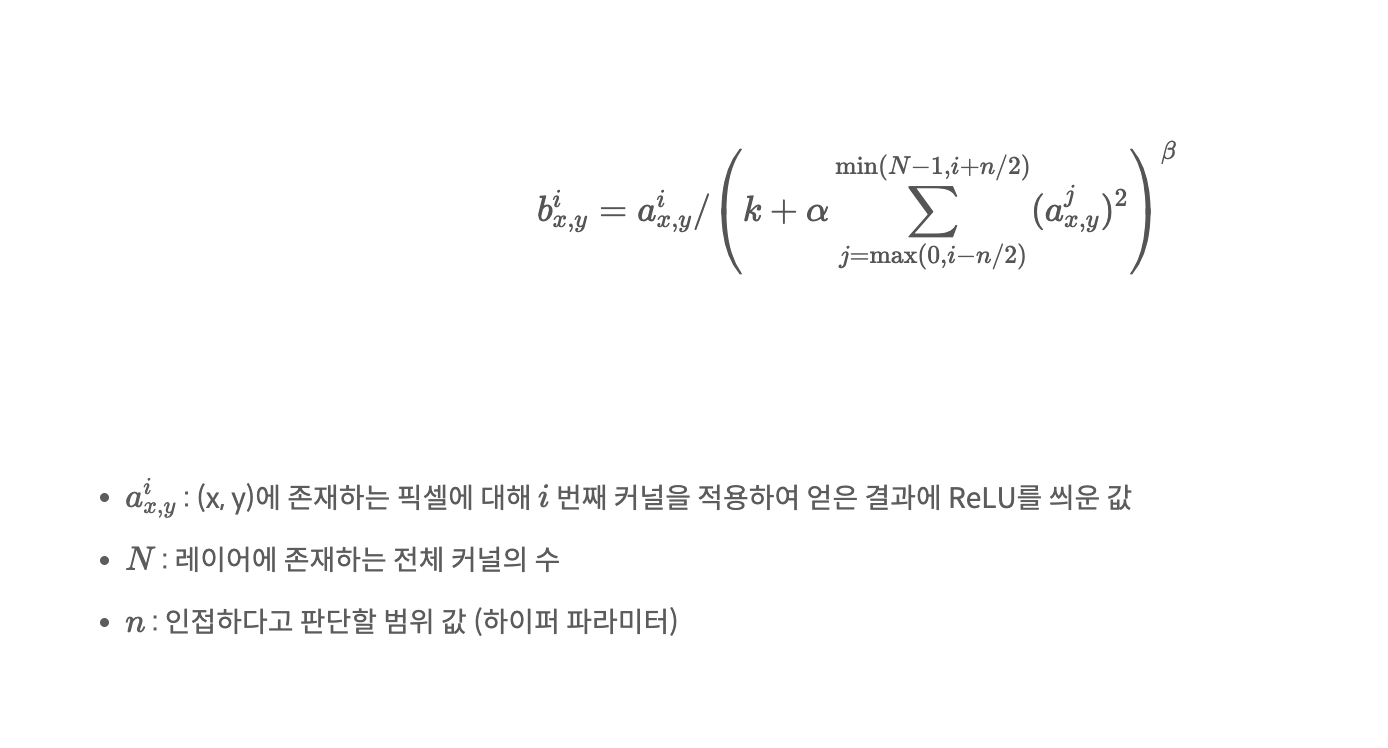 $b^i_{x,y} = a^i_{x,y} / \left( k + \alpha \sum_{j=\max(0,i-n/2)}^{\min(N-1,i+n/2)} (a^j_{x,y})^2 \right)^\beta$
• $a^i_{x,y}$ : (x, y)에 존재하는 픽셀에 대해 $i$ 번째 커널을 적용하여 얻은 결과에 ReLU를 씌운 값
• $N$ : 레이어에 존재하는 전체 커널의 수
• $n$ : 인접하다고 판단할 범위 값 (하이퍼 파라미터)